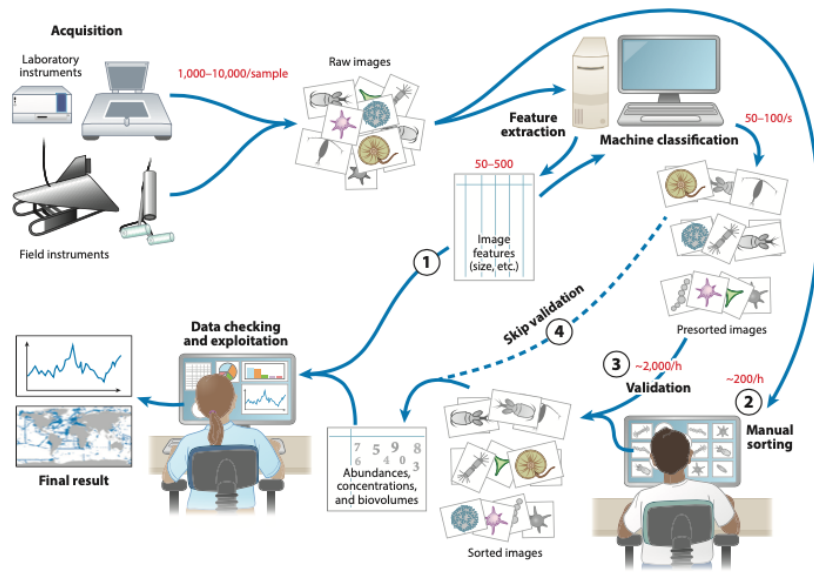 Acquisition
Laboratory
instruments
1,000–10,000/sample
Raw images
Field instruments
Feature
extraction
Machine classification
50–100/s
50–500
Image
features
(size, etc.)
1
Skip validation
4
Presorted images
3
~2,000/h
Validation
~200/h
2
Manual
sorting
Data checking
and exploitation
Final result
7 5 9 8
6 4 0 3
Abundances,
concentrations,
and biovolumes
Sorted images